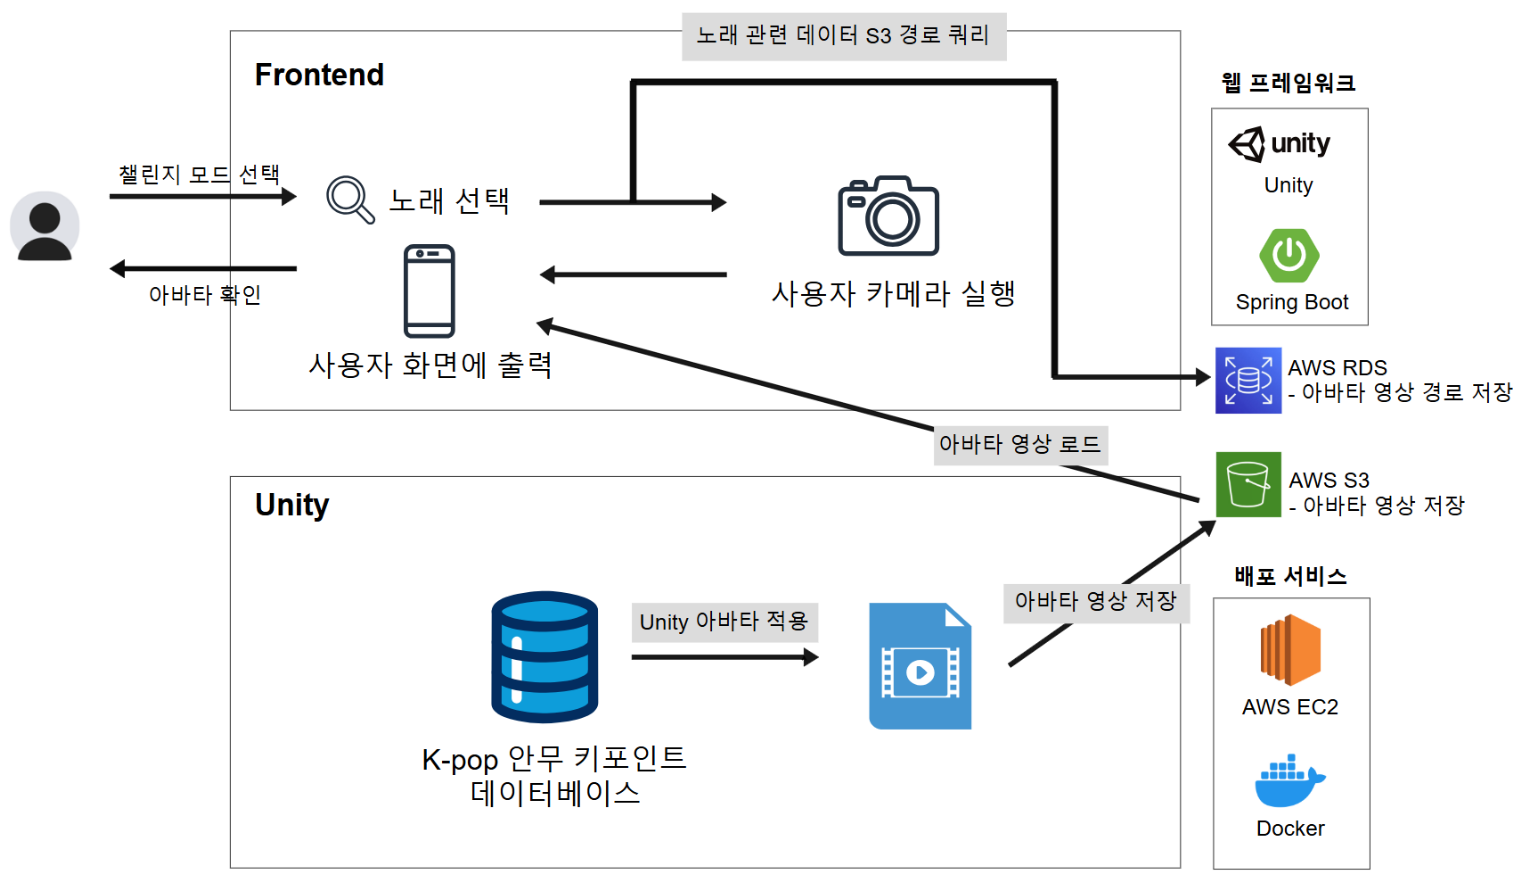 노래 관련 데이터 S3 경로 쿼리
Frontend
웹 프레임워크
unity
Unity
챌린지 모드 선택
노래 선택
아바타 확인
사용자 카메라 실행
Spring Boot
사용자 화면에 출력
AWS RDS
- 아바타 영상 경로 저장
아바타 영상 로드
AWS S3
- 아바타 영상 저장
Unity
배포 서비스
아바타 영상 저장
Unity 아바타 적용
AWS EC2
K-pop 안무 키포인트
데이터베이스
Docker